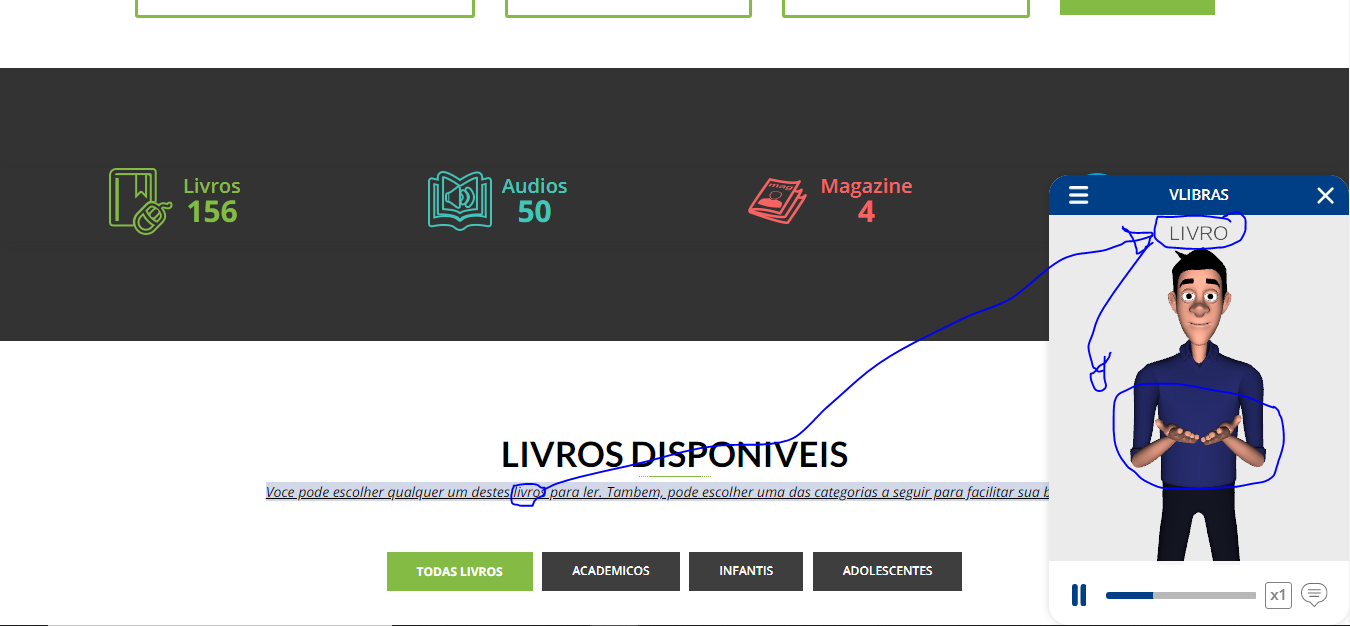 Livros
156
Audios
50
Magazine
4
VLIBRAS
LIVRO
LIVROS DISPONIVEIS
Voce pode escolher qualquer um destes livros para ler. Tambem, pode escolher uma das categorias a seguir para facilitar sua
TODAS LIVROS
ACADEMICOS
INFANTIS
ADOLESCENTES
x1